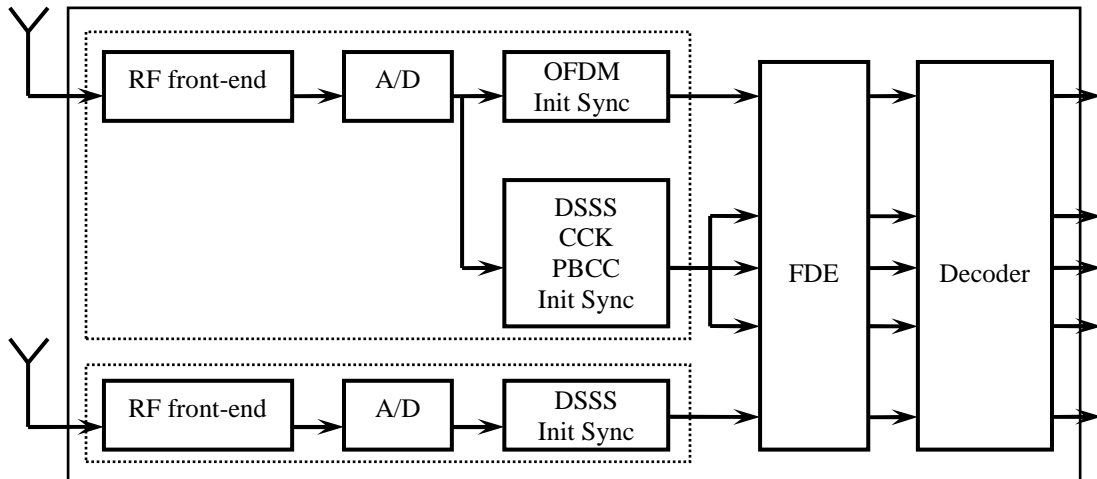 RF front-end
A/D
OFDM
Init Sync
DSSS
CCK
PBCC
Init Sync
FDE
Decoder
RF front-end
A/D
DSSS
Init Sync